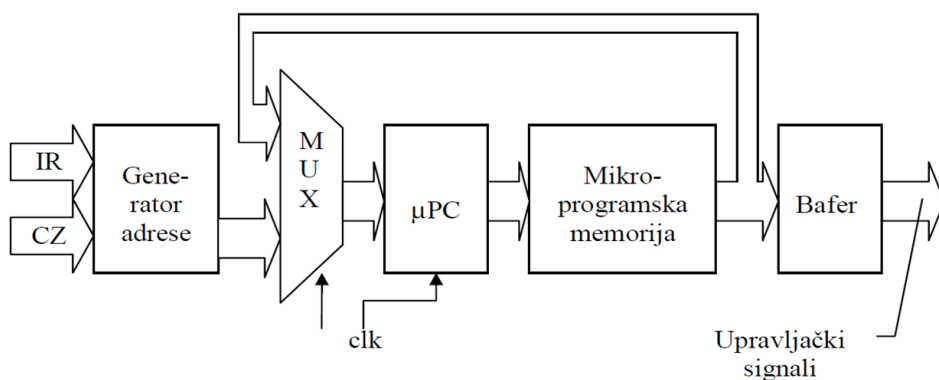 IR
CZ
Gene-
rator
adrese
M
U
X
μPC
clk
Mikro-
programska
memorija
Bafer
Upravljački
signali